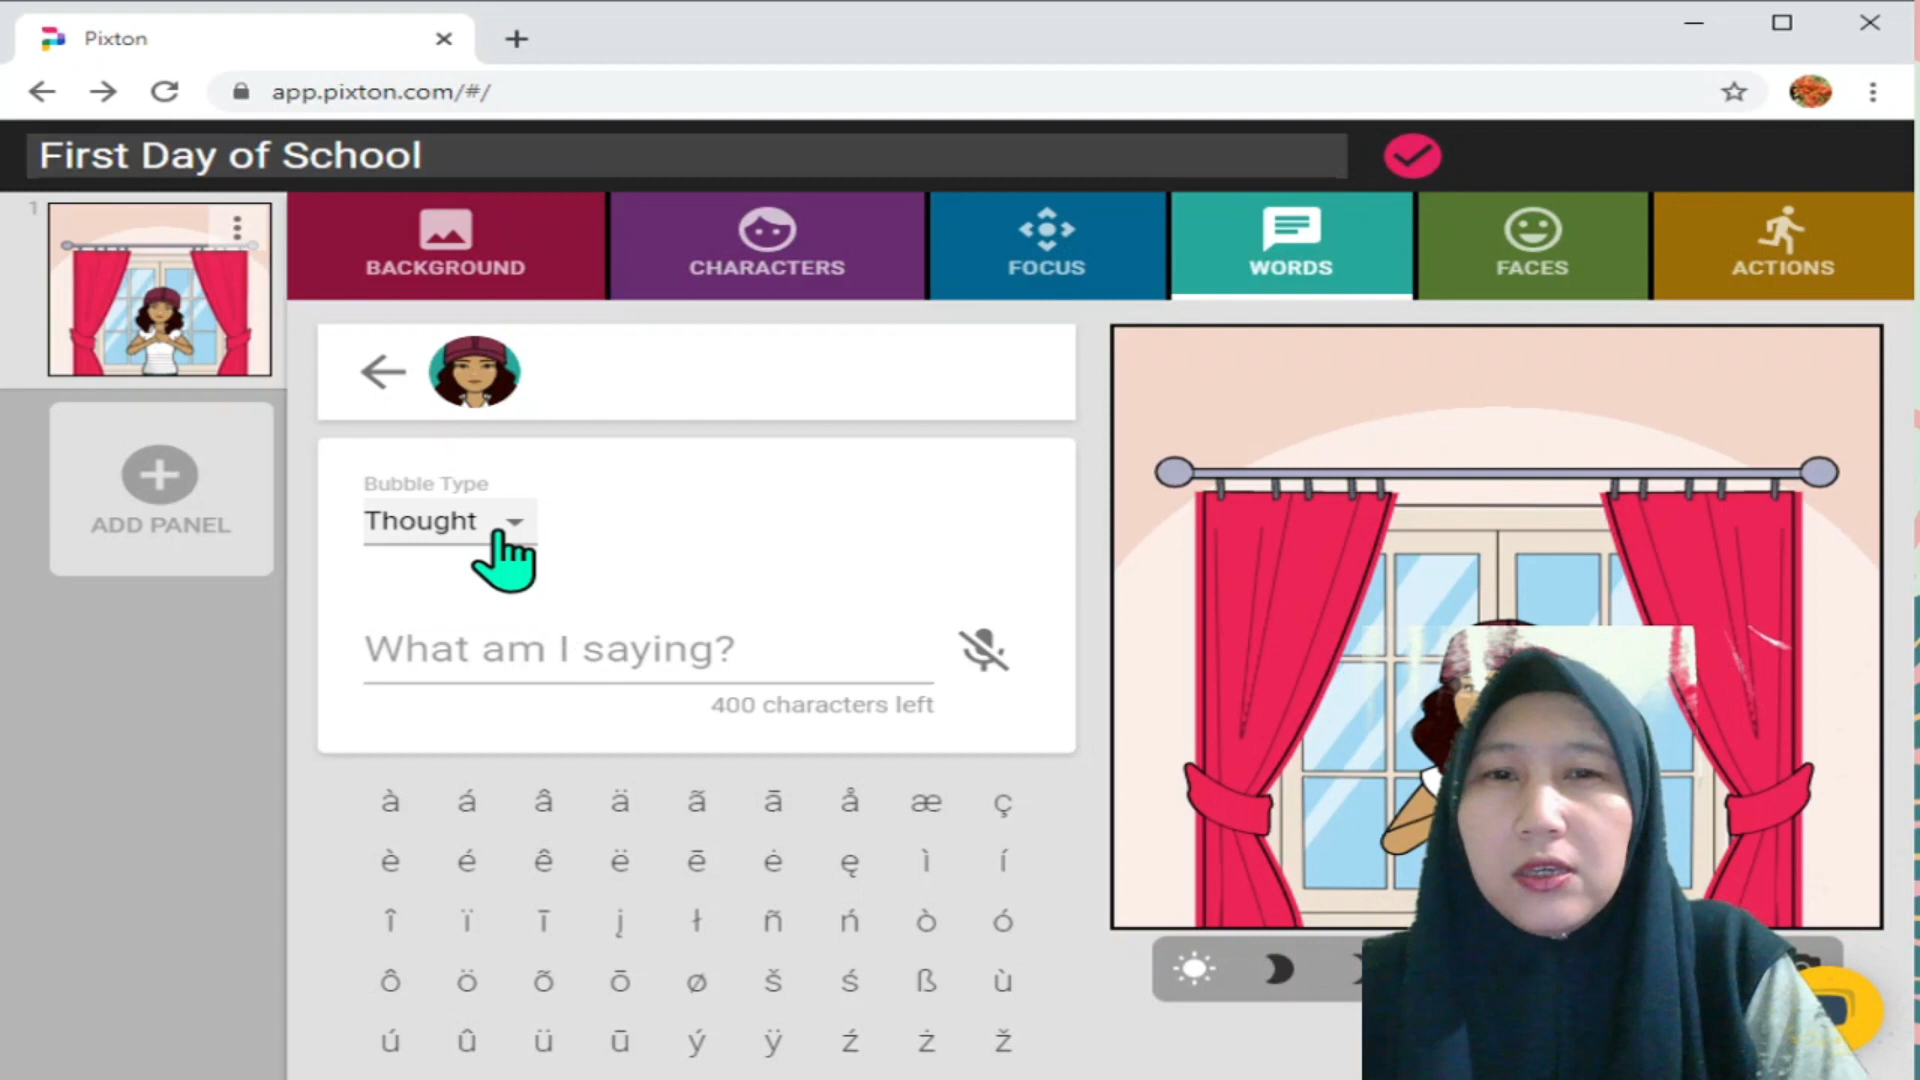 Pixton
app.pixton.com/#/
First Day of School
1
BACKGROUND
CHARACTERS
FOCUS
WORDS
FACES
ACTIONS
ADD PANEL
Bubble Type
Thought
What am I saying?
400 characters left
à á â ä ã ā å æ ç
è é ê ë ē ė ę ì í
î ï ī į ł ñ ń ò ó
ô ö õ ō ø š ś ß ù
ú û ü ū ý ÿ ź ż ž